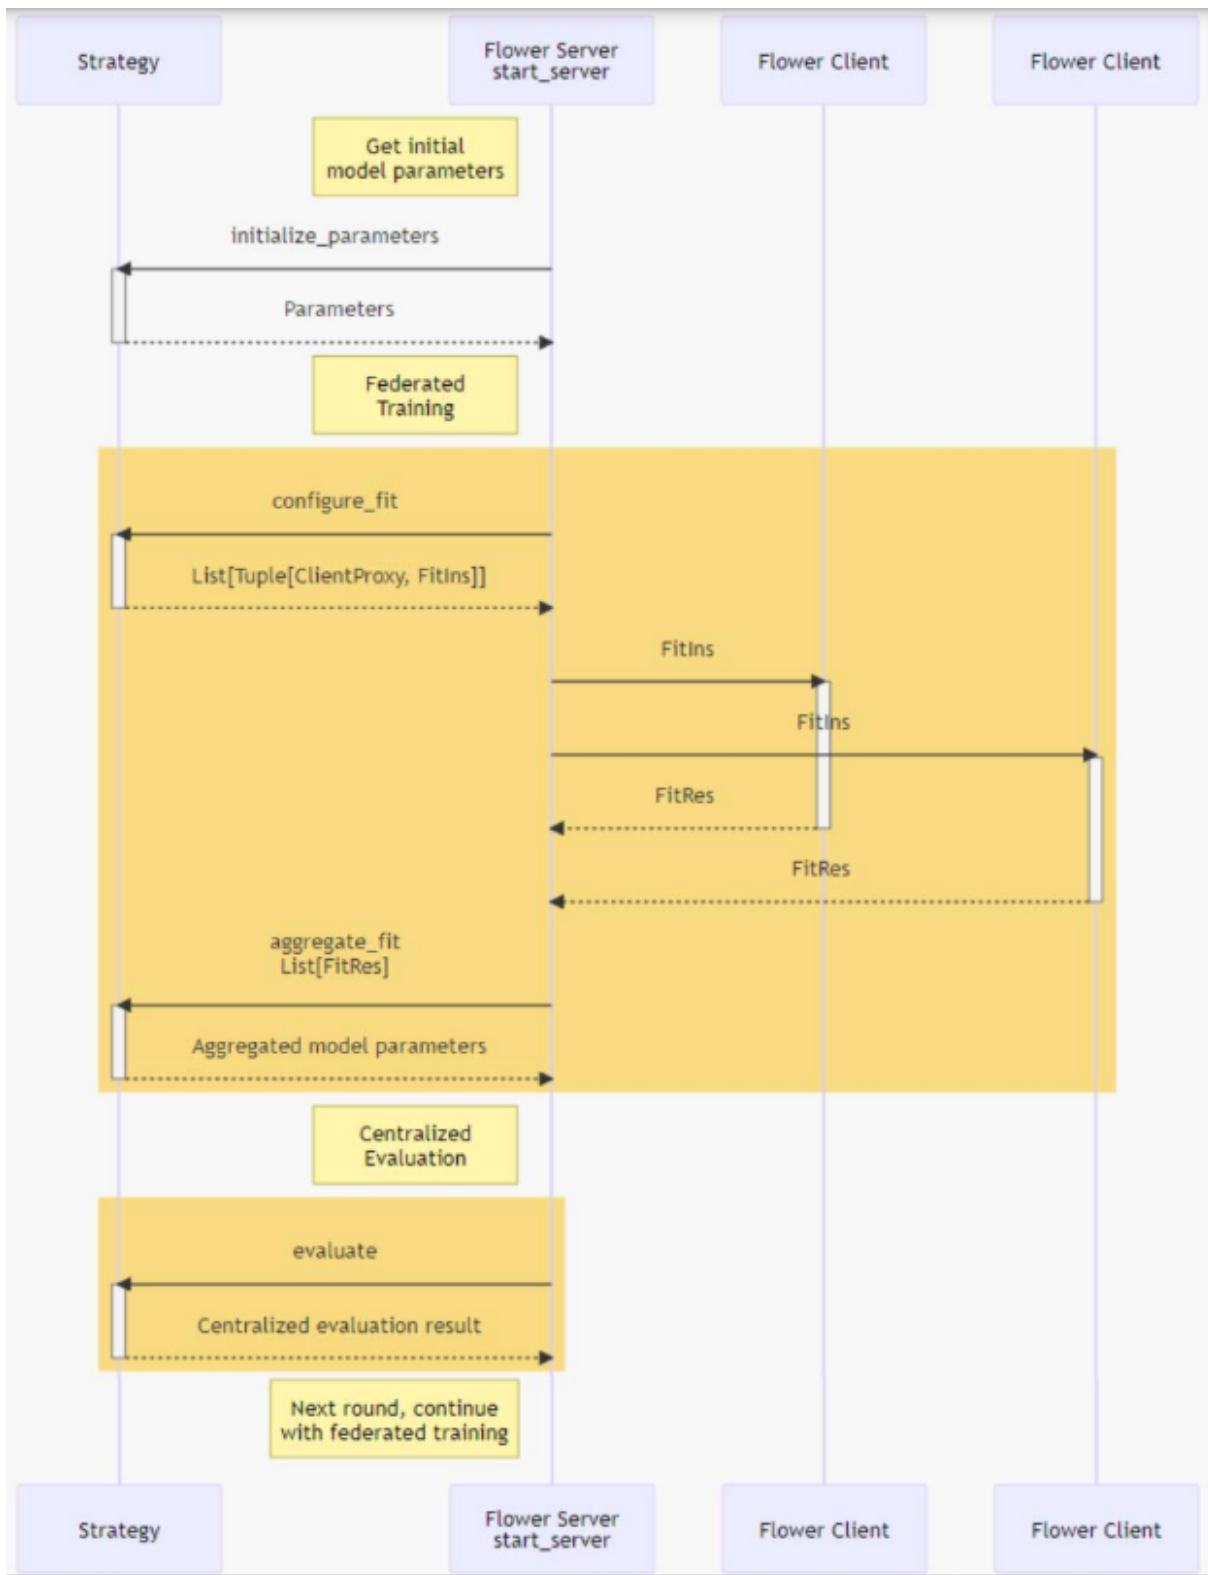 Strategy
Flower Server
start_server
Flower Client
Flower Client
Get initial
model parameters
initialize_parameters
Parameters
Federated
Training
configure_fit
List[Tuple[ClientProxy, FitIns]]
FitIns
FitIns
FitRes
FitRes
aggregate_fit
List[FitRes]
Aggregated model parameters
Centralized
Evaluation
evaluate
Centralized evaluation result
Next round, continue
with federated training
Strategy
Flower Server
start_server
Flower Client
Flower Client